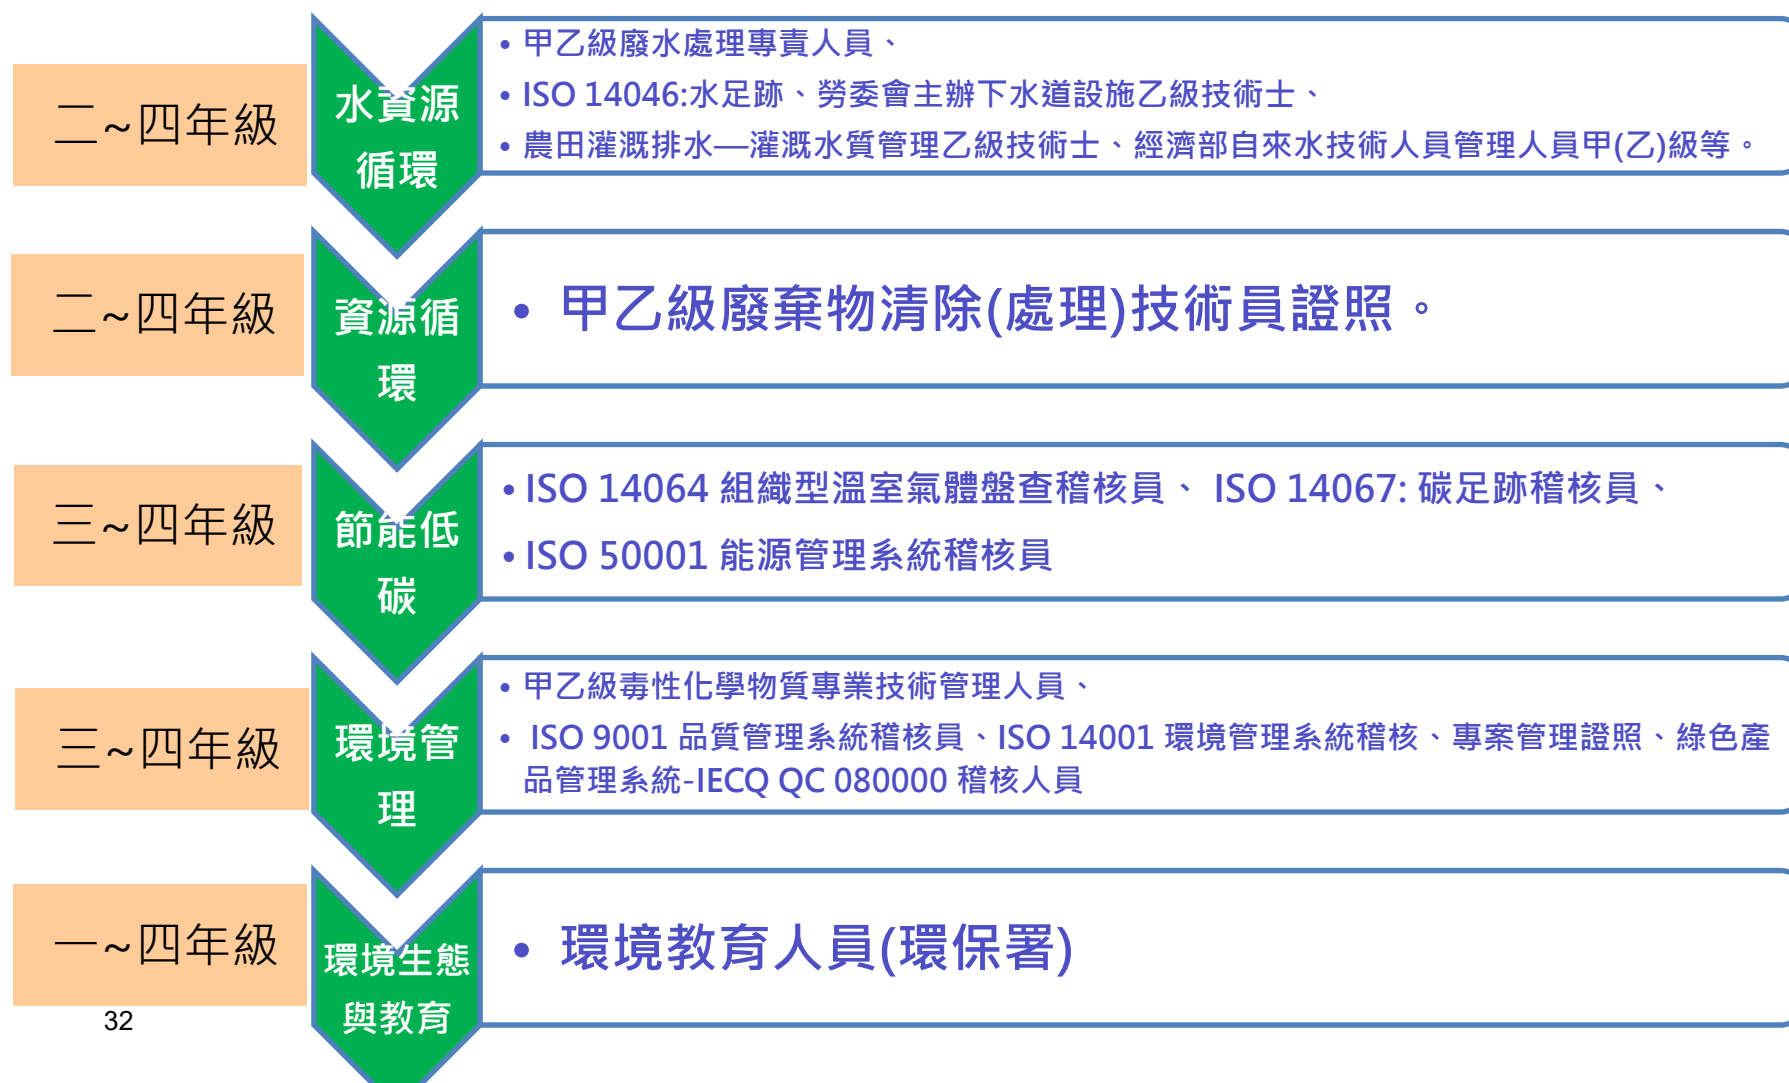 二~四年級
水資源
循環
• 甲乙級廢水處理專責人員、
• ISO 14046:水足跡、勞委會主辦下水道設施乙級技術士、
• 農田灌溉排水—灌溉水質管理乙級技術士、經濟部自來水技術人員管理人員甲(乙)級等。
二~四年級
資源循
環
• 甲乙級廢棄物清除(處理)技術員證照。
三~四年級
節能低
碳
• ISO 14064 組織型溫室氣體盤查稽核員、 ISO 14067: 碳足跡稽核員、
• ISO 50001 能源管理系統稽核員
三~四年級
環境管
理
• 甲乙級毒性化學物質專業技術管理人員、
• ISO 9001 品質管理系統稽核員、ISO 14001 環境管理系統稽核、專案管理證照、綠色產
品管理系統-IECQ QC 080000 稽核人員
一~四年級
環境生態
與教育
• 環境教育人員(環保署)
32